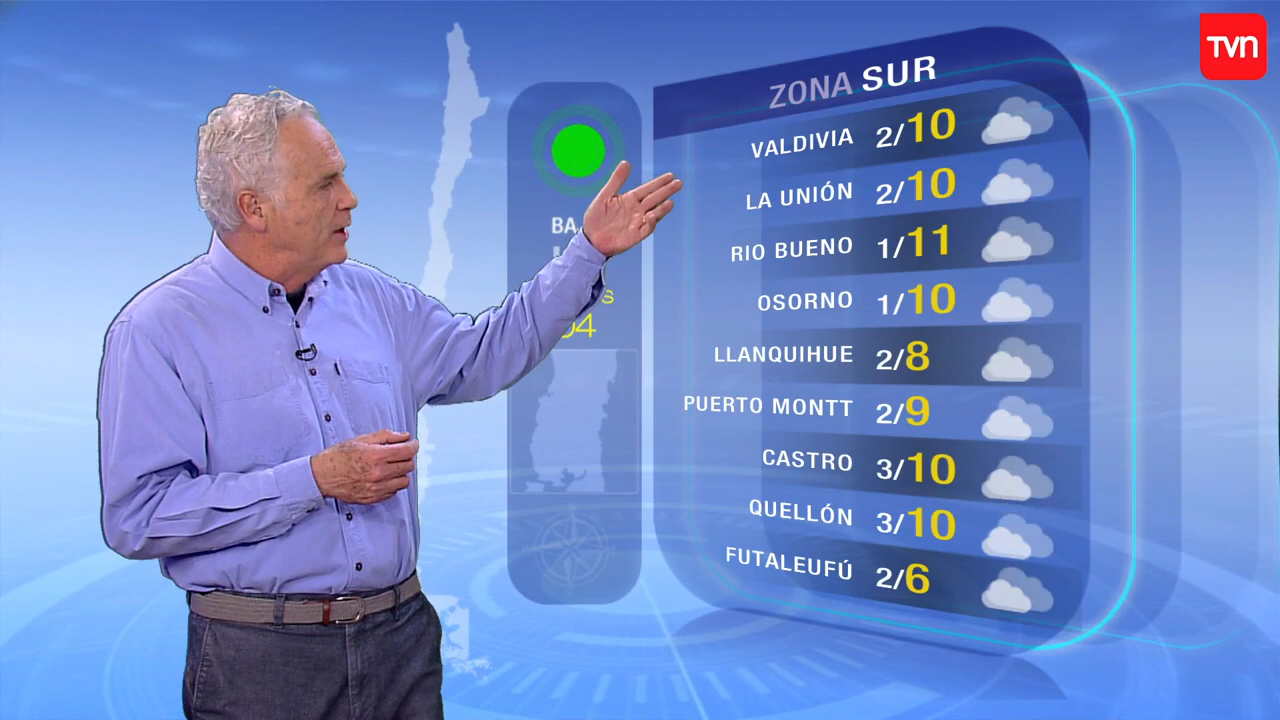 TVN
ZONA SUR
VALDIVIA 2/10
LA UNIÓN 2/10
RIO BUENO 1/11
OSORNO 1/10
LLANQUIHUE 2/8
PUERTO MONTT 2/9
CASTRO 3/10
QUELLÓN 3/10
FUTALEUFÚ 2/6